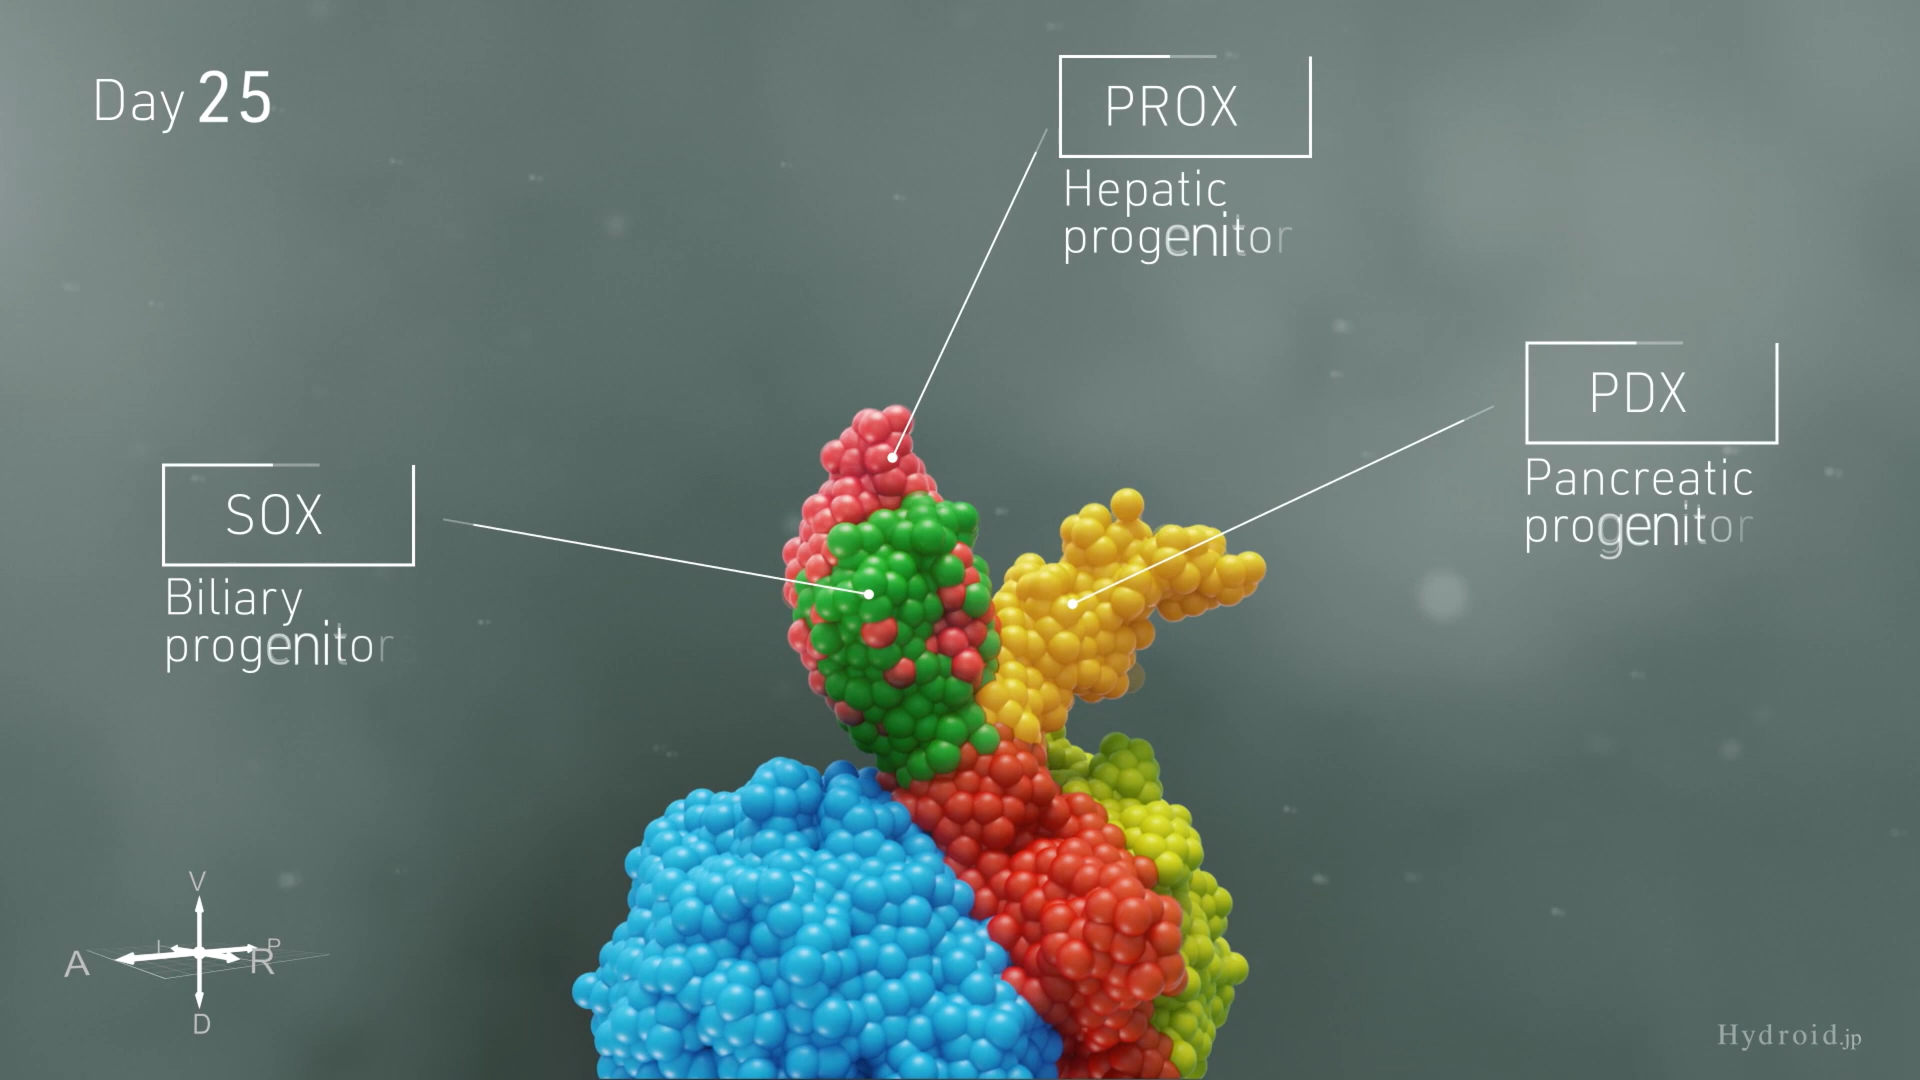 Day 25
PROX
Hepatic
progenitor
PDX
Pancreatic
progenitor
SOX
Biliary
progenitor
V
A
L
P
R
D
Hydroid.jp